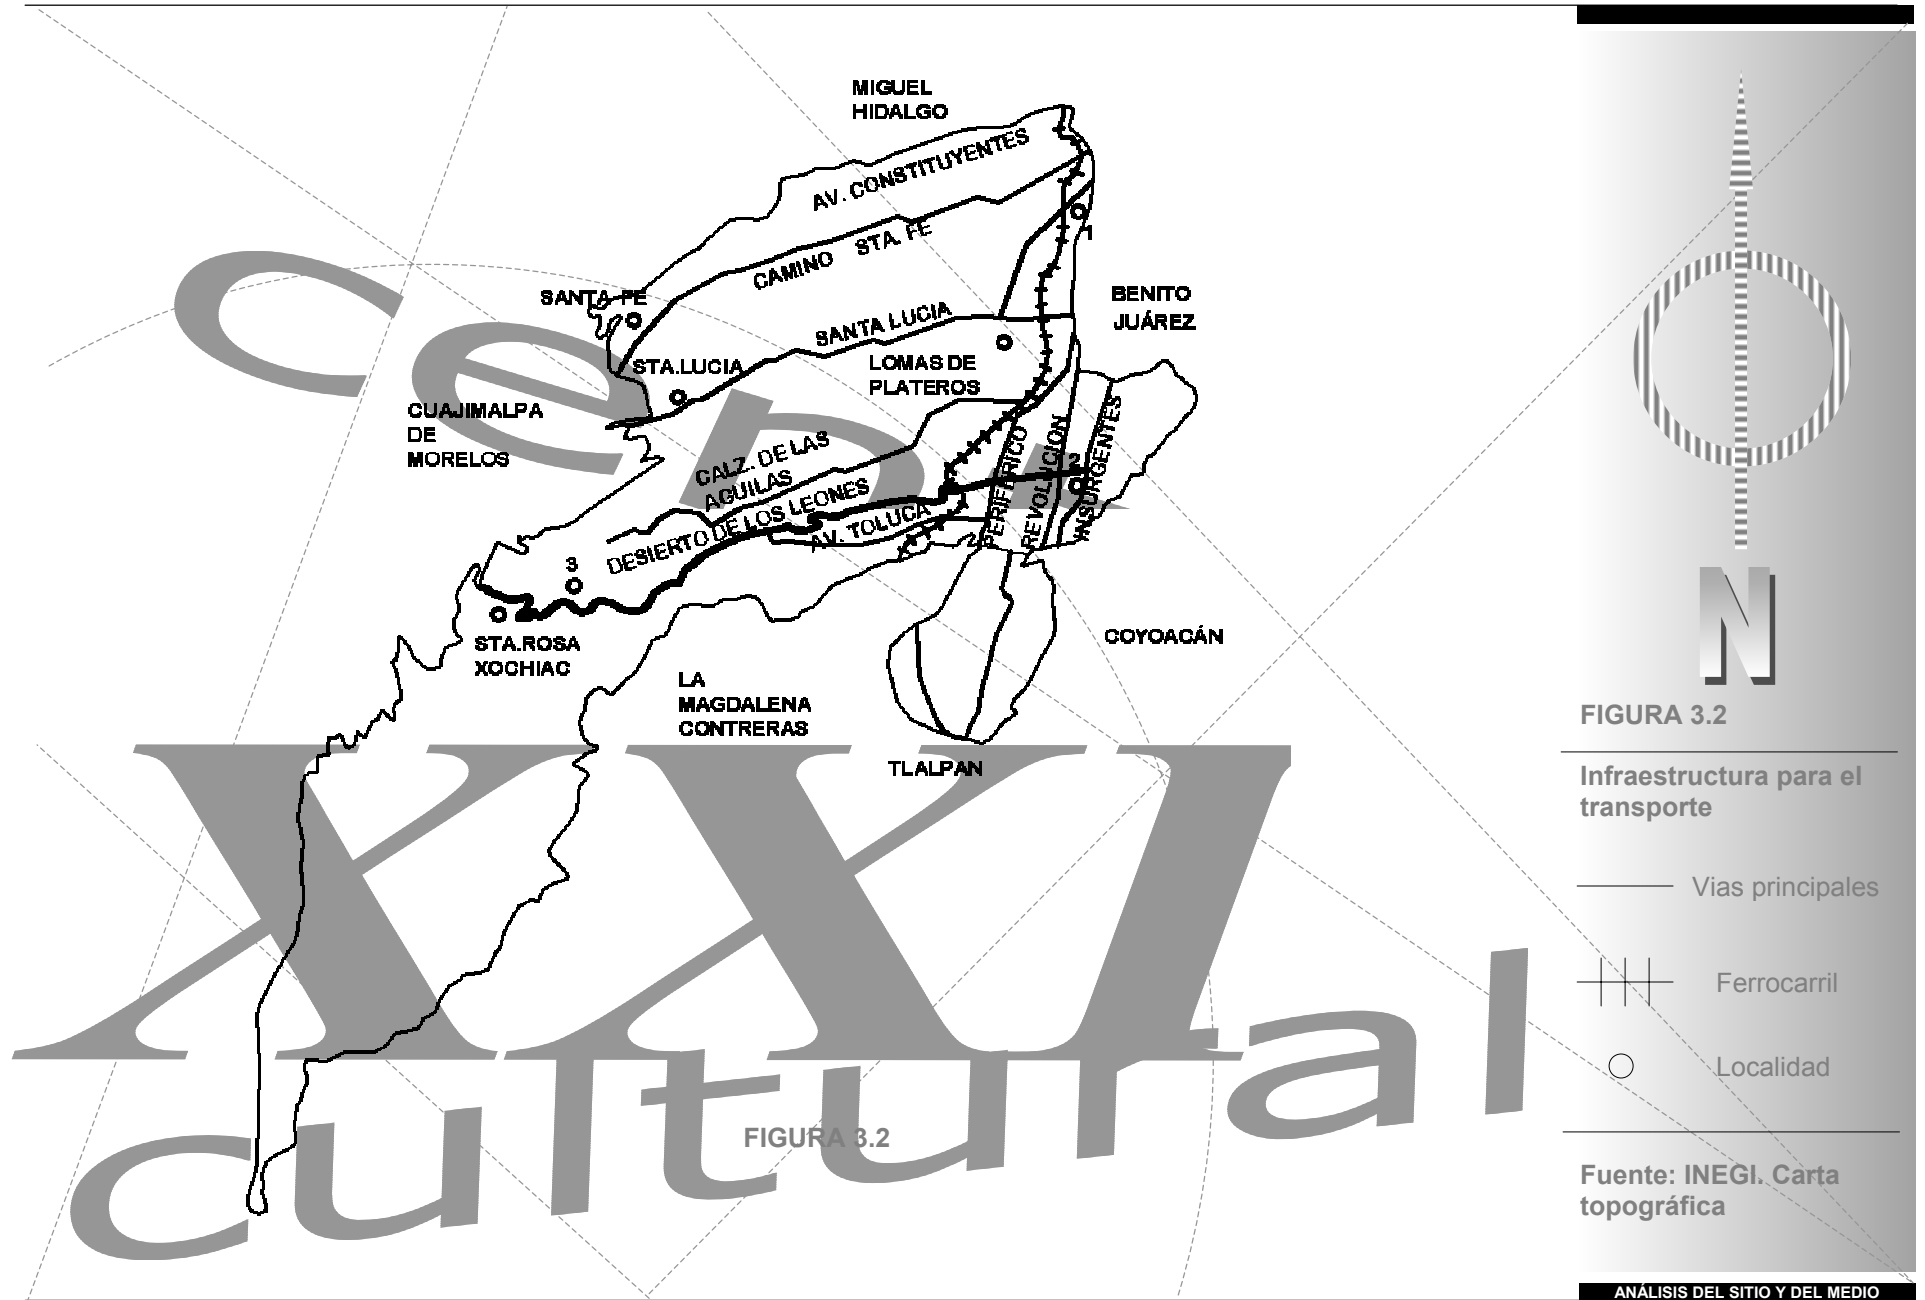 MIGUEL
HIDALGO
AV. CONSTITUYENTES
CAMINO STA. FE
1
SANTA FE
BENITO
JUÁREZ
SANTA LUCIA
STA.LUCIA
LOMAS DE
PLATEROS
CUAJIMALPA
DE
MORELOS
CALZ. DE LAS
AGUILAS
DESIERTO DE LOS LEONES
AV. TOLUCA
PERIFERICO
REVOLUCION
INSURGENTES
2
2
3
STA.ROSA
XOCHIAC
COYOACÁN
LA
MAGDALENA
CONTRERAS
TLALPAN
cen
XXI
cultural
FIGURA 3.2
N
FIGURA 3.2
Infraestructura para el
transporte
Vias principales
Ferrocarril
Localidad
Fuente: INEGI. Carta
topográfica
ANÁLISIS DEL SITIO Y DEL MEDIO